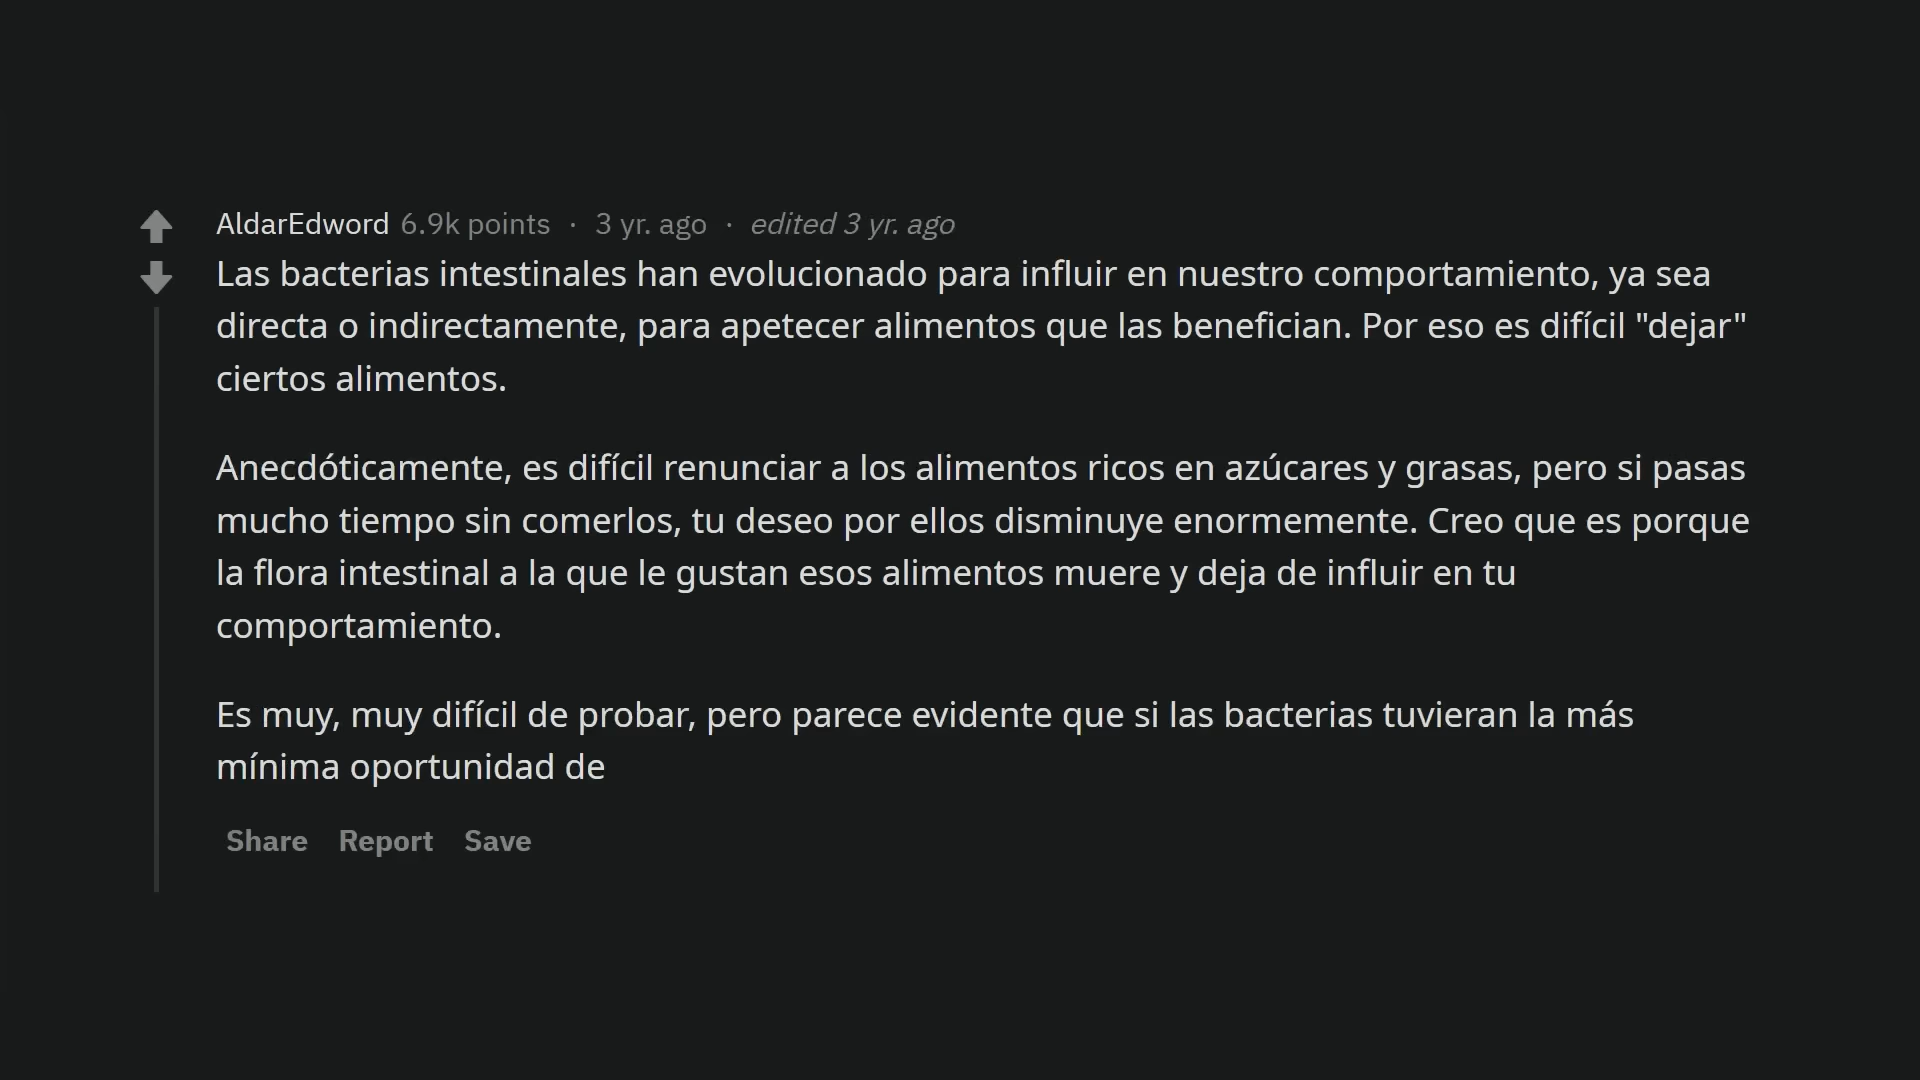 AldarEdword 6.9k points · 3 yr. ago · edited 3 yr. ago
Las bacterias intestinales han evolucionado para influir en nuestro comportamiento, ya sea
directa o indirectamente, para apetecer alimentos que las benefician. Por eso es difícil "dejar"
ciertos alimentos.
Anecdóticamente, es difícil renunciar a los alimentos ricos en azúcares y grasas, pero si pasas
mucho tiempo sin comerlos, tu deseo por ellos disminuye enormemente. Creo que es porque
la flora intestinal a la que le gustan esos alimentos muere y deja de influir en tu
comportamiento.
Es muy, muy difícil de probar, pero parece evidente que si las bacterias tuvieran la más
mínima oportunidad de
Share Report Save